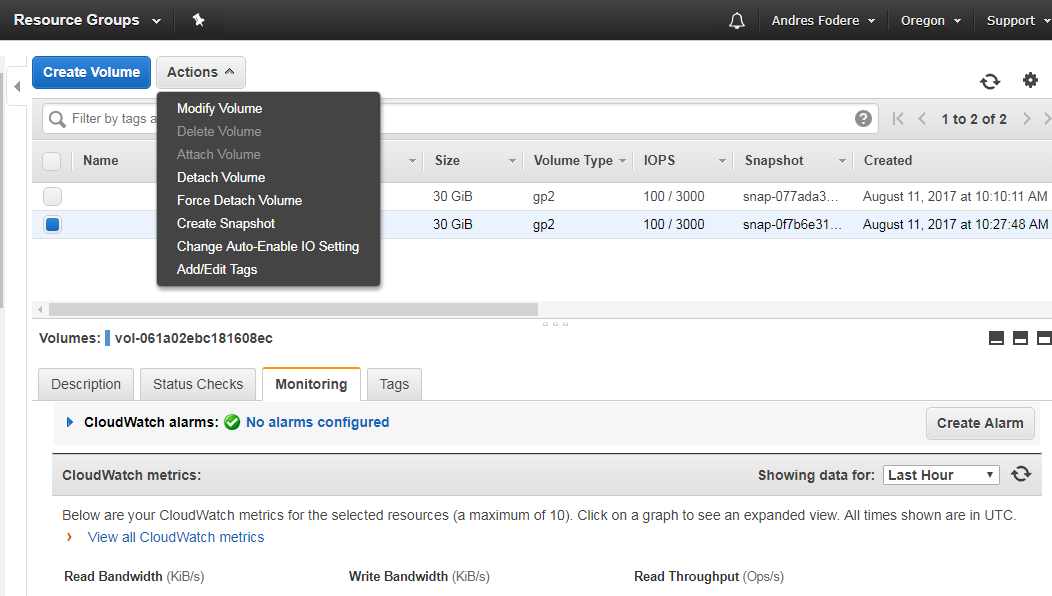 Resource Groups Andres Fodere Oregon Support
Create Volume Actions
Modify Volume
Delete Volume
Attach Volume
Detach Volume
Force Detach Volume
Create Snapshot
Change Auto-Enable IO Setting
Add/Edit Tags
Filter by tags a 1 to 2 of 2
Name Size Volume Type IOPS Snapshot Created
30 GiB gp2 100 / 3000 snap-077ada3... August 11, 2017 at 10:10:11 AM
30 GiB gp2 100 / 3000 snap-0f7b6e31... August 11, 2017 at 10:27:48 AM
Volumes: vol-061a02ebc181608ec
Description Status Checks Monitoring Tags
CloudWatch alarms: No alarms configured Create Alarm
CloudWatch metrics: Showing data for: Last Hour
Below are your CloudWatch metrics for the selected resources (a maximum of 10). Click on a graph to see an expanded view. All times shown are in UTC.
View all CloudWatch metrics
Read Bandwidth (KiB/s) Write Bandwidth (KiB/s) Read Throughput (Ops/s)